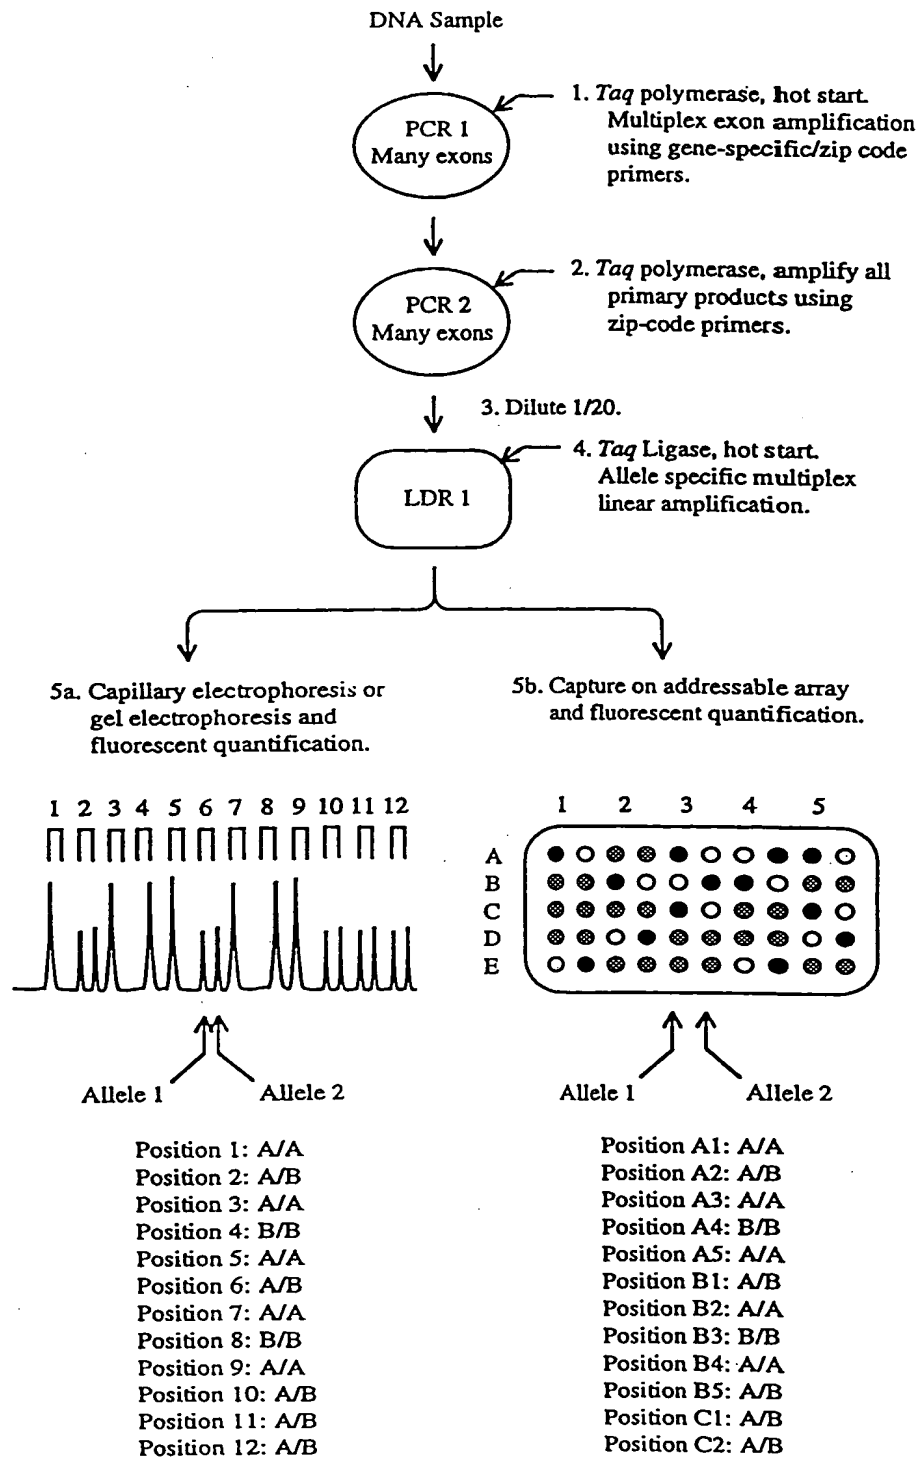 DNA Sample
PCR 1
Many exons
1. Taq polymerase, hot start.
Multiplex exon amplification
using gene-specific/zip code
primers.
PCR 2
Many exons
2. Taq polymerase, amplify all
primary products using
zip-code primers.
3. Dilute 1/20.
LDR 1
4. Taq Ligase, hot start.
Allele specific multiplex
linear amplification.
5a. Capillary electrophoresis or
gel electrophoresis and
fluorescent quantification.
5b. Capture on addressable array
and fluorescent quantification.
1 2 3 4 5 6 7 8 9 10 11 12
1 2 3 4 5
A
B
C
D
E
Allele 1 Allele 2
Allele 1 Allele 2
Position 1: A/A
Position 2: A/B
Position 3: A/A
Position 4: B/B
Position 5: A/A
Position 6: A/B
Position 7: A/A
Position 8: B/B
Position 9: A/A
Position 10: A/B
Position 11: A/B
Position 12: A/B
Position A1: A/A
Position A2: A/B
Position A3: A/A
Position A4: B/B
Position A5: A/A
Position B1: A/B
Position B2: A/A
Position B3: B/B
Position B4: A/A
Position B5: A/B
Position C1: A/B
Position C2: A/B